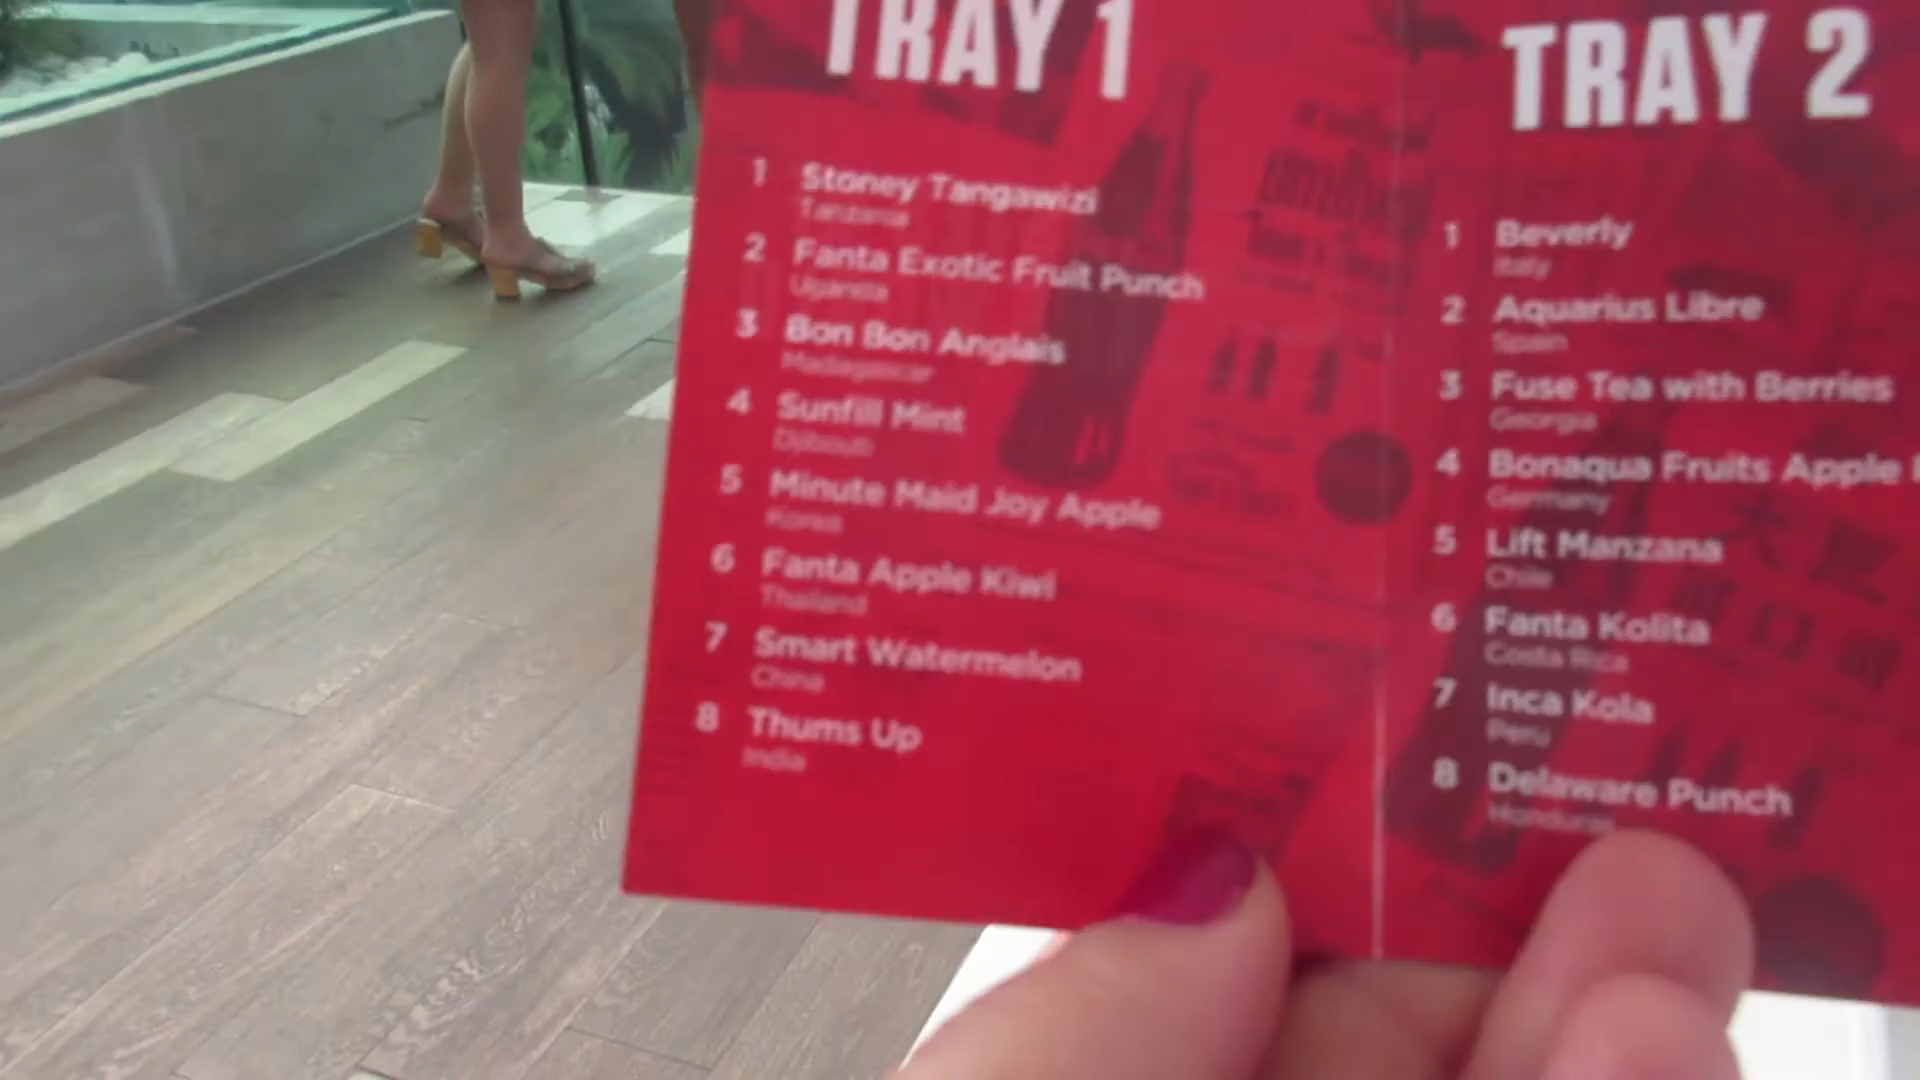 TRAY 1
1 Stoney Tangawizi
Tanzania
2 Fanta Exotic Fruit Punch
Uganda
3 Bon Bon Anglais
Madagascar
4 Sunfill Mint
Djibouti
5 Minute Maid Joy Apple
Korea
6 Fanta Apple Kiwi
Thailand
7 Smart Watermelon
China
8 Thums Up
India
TRAY 2
1 Beverly
Italy
2 Aquarius Libre
Spain
3 Fuse Tea with Berries
Georgia
4 Bonaqua Fruits Apple
Germany
5 Lift Manzana
Chile
6 Fanta Kolita
Costa Rica
7 Inca Kola
Peru
8 Delaware Punch
Honduras